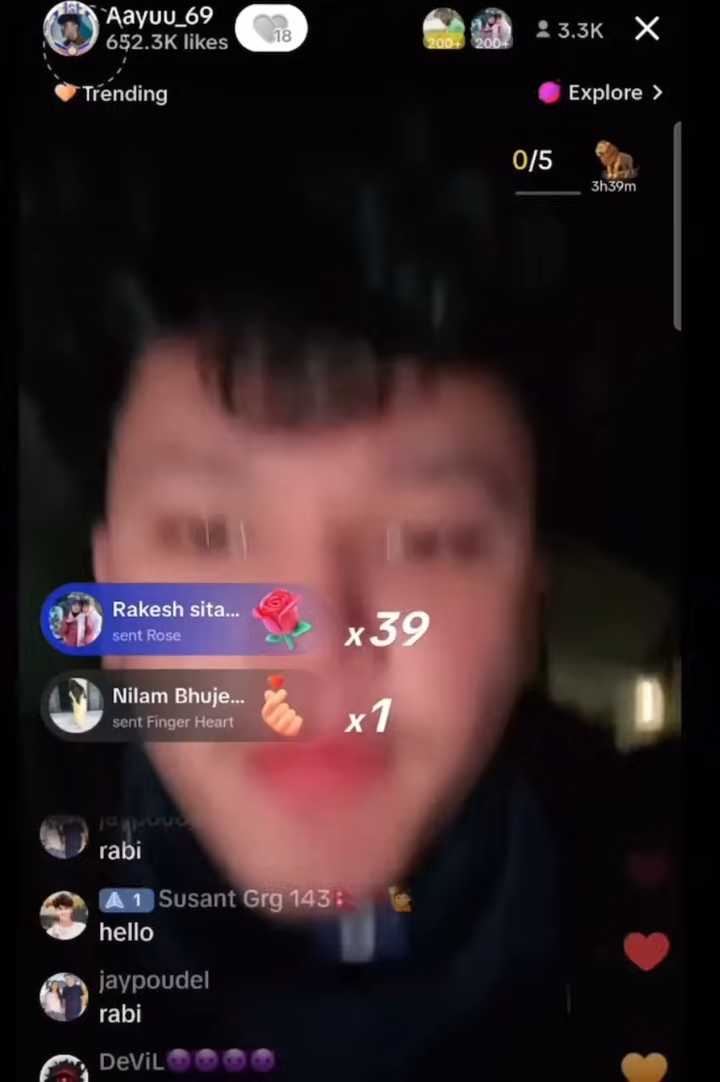 Aayuu_69
652.3K likes
18
200+
200+
3.3K
Trending
Explore
0/5
3h39m
Rakesh sita...
sent Rose
x39
Nilam Bhuje...
sent Finger Heart
x1
jaypoudel
rabi
1 Susant Grg 143
hello
jaypoudel
rabi
DeViL